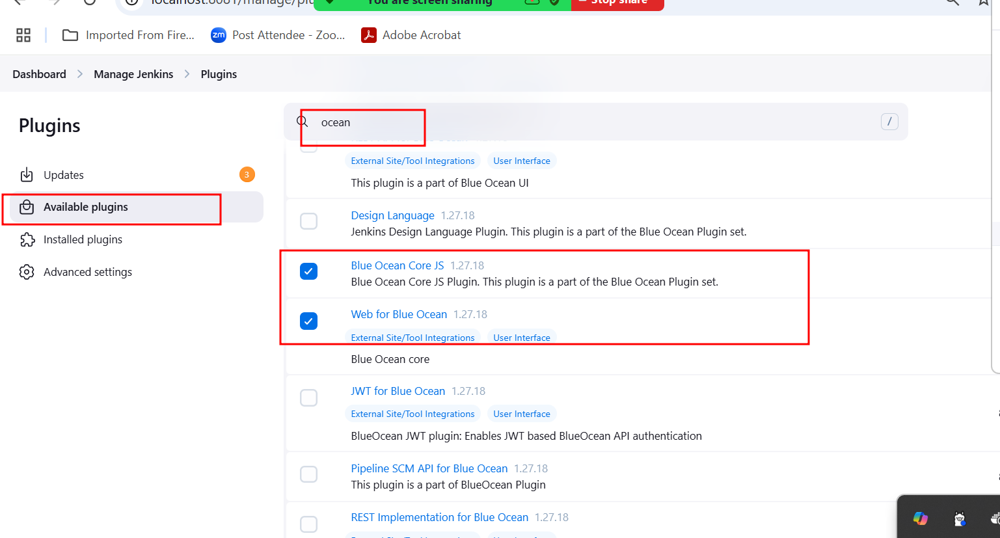 localhost:8081/manage/plu
You are screen sharing
Stop share
Imported From Fire...
zm
Post Attendee - Zoo...
Adobe Acrobat
Dashboard
Manage Jenkins
Plugins
Plugins
ocean
/
Updates
3
Available plugins
Installed plugins
Advanced settings
External Site/Tool Integrations
User Interface
This plugin is a part of Blue Ocean UI
Design Language 1.27.18
Jenkins Design Language Plugin. This plugin is a part of the Blue Ocean Plugin set.
Blue Ocean Core JS 1.27.18
Blue Ocean Core JS Plugin. This plugin is a part of the Blue Ocean Plugin set.
Web for Blue Ocean 1.27.18
External Site/Tool Integrations
User Interface
Blue Ocean core
JWT for Blue Ocean 1.27.18
External Site/Tool Integrations
User Interface
BlueOcean JWT plugin: Enables JWT based BlueOcean API authentication
Pipeline SCM API for Blue Ocean 1.27.18
This plugin is a part of BlueOcean Plugin
REST Implementation for Blue Ocean 1.27.18